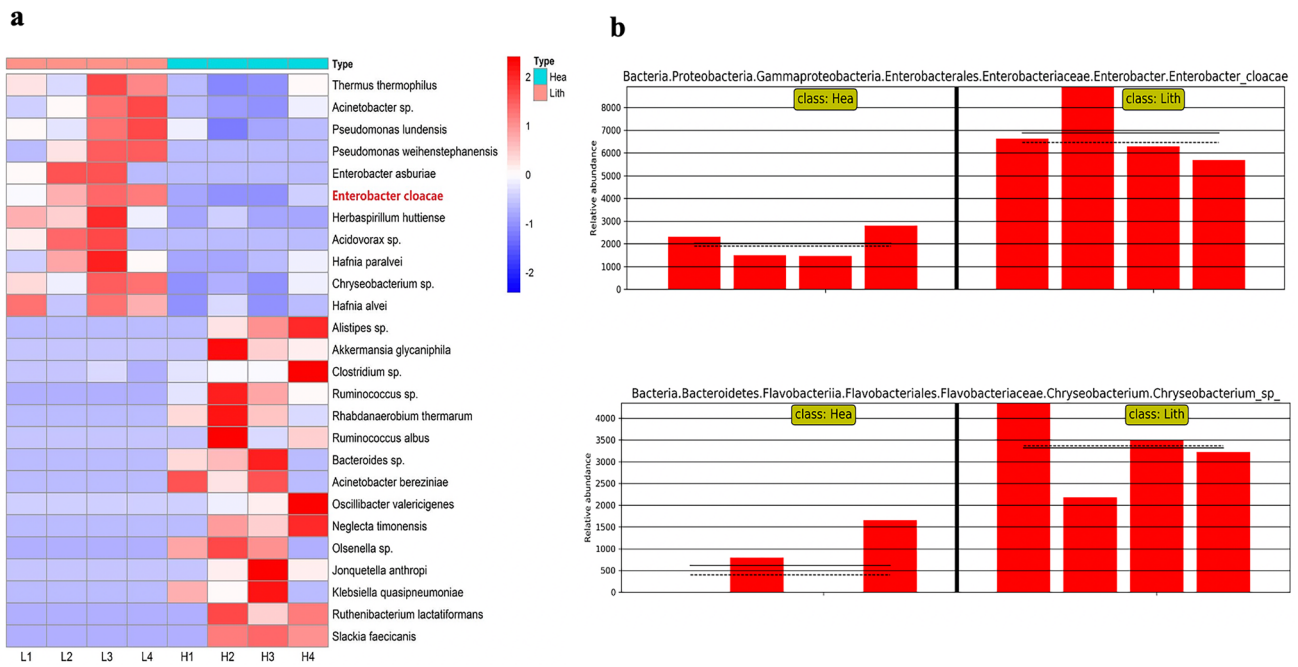 a
Type
Thermus thermophilus
Acinetobacter sp.
Pseudomonas lundensis
Pseudomonas weihenstephanensis
Enterobacter asburiae
Enterobacter cloacae
Herbaspirillum huttiense
Acidovorax sp.
Hafnia paralvei
Chryseobacterium sp.
Hafnia alvei
Alistipes sp.
Akkermansia glycaniphila
Clostridium sp.
Ruminococcus sp.
Rhabdanaerobium thermarum
Ruminococcus albus
Bacteroides sp.
Acinetobacter bereziniae
Oscillibacter valericigenes
Neglecta timonensis
Olsenella sp.
Jonquetella anthropi
Klebsiella quasipneumoniae
Ruthenibacterium lactatiformans
Slackia faecicanis
L1 L2 L3 L4 H1 H2 H3 H4
2
1
0
-1
-2
Type
Hea
Lith
b
Bacteria.Proteobacteria.Gammaproteobacteria.Enterobacterales.Enterobacteriaceae.Enterobacter.Enterobacter_cloacae
class: Hea
class: Lith
Relative abundance
8000
7000
6000
5000
4000
3000
2000
1000
0
Bacteria.Bacteroidetes.Flavobacteriia.Flavobacteriales.Flavobacteriaceae.Chryseobacterium.Chryseobacterium_sp_
class: Hea
class: Lith
Relative abundance
4000
3500
3000
2500
2000
1500
1000
500
0